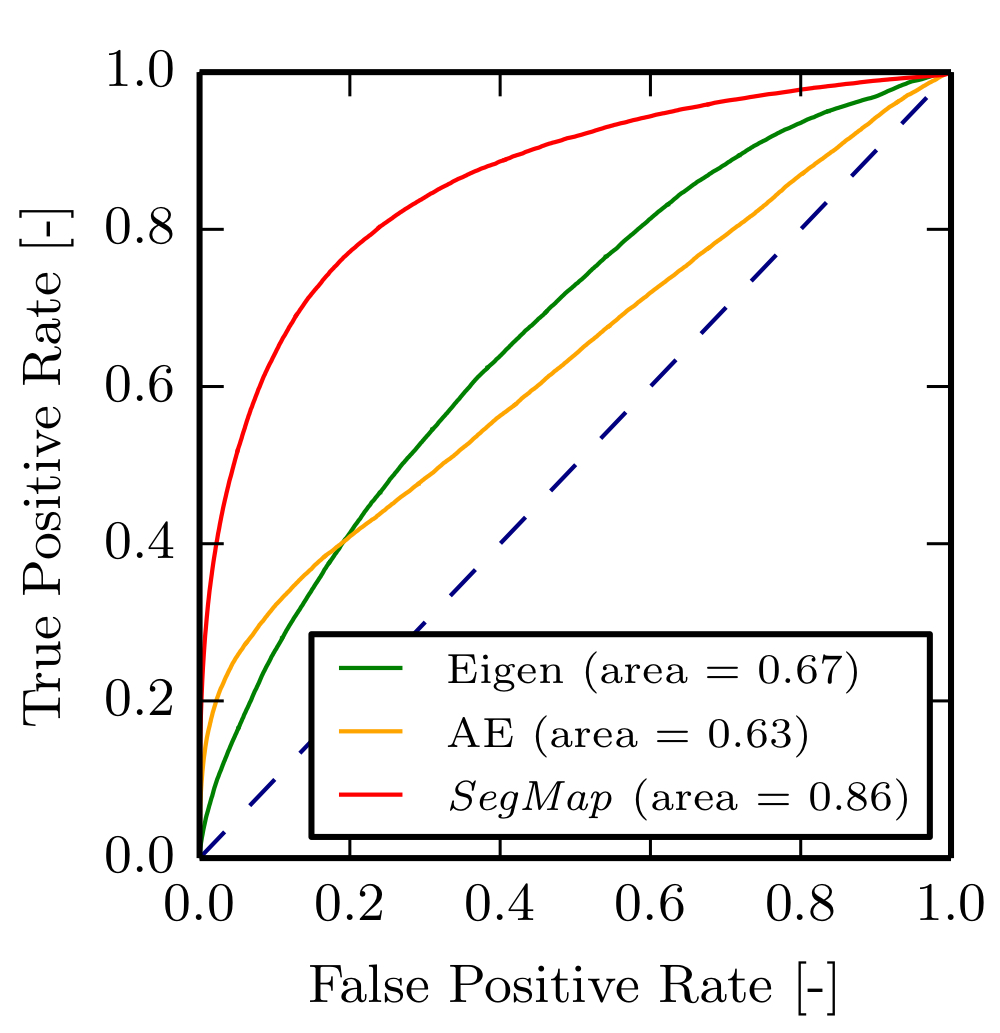 True Positive Rate [-]
1.0
0.8
0.6
0.4
0.2
0.0
Eigen (area = 0.67)
AE (area = 0.63)
SegMap (area = 0.86)
0.0 0.2 0.4 0.6 0.8 1.0
False Positive Rate [-]